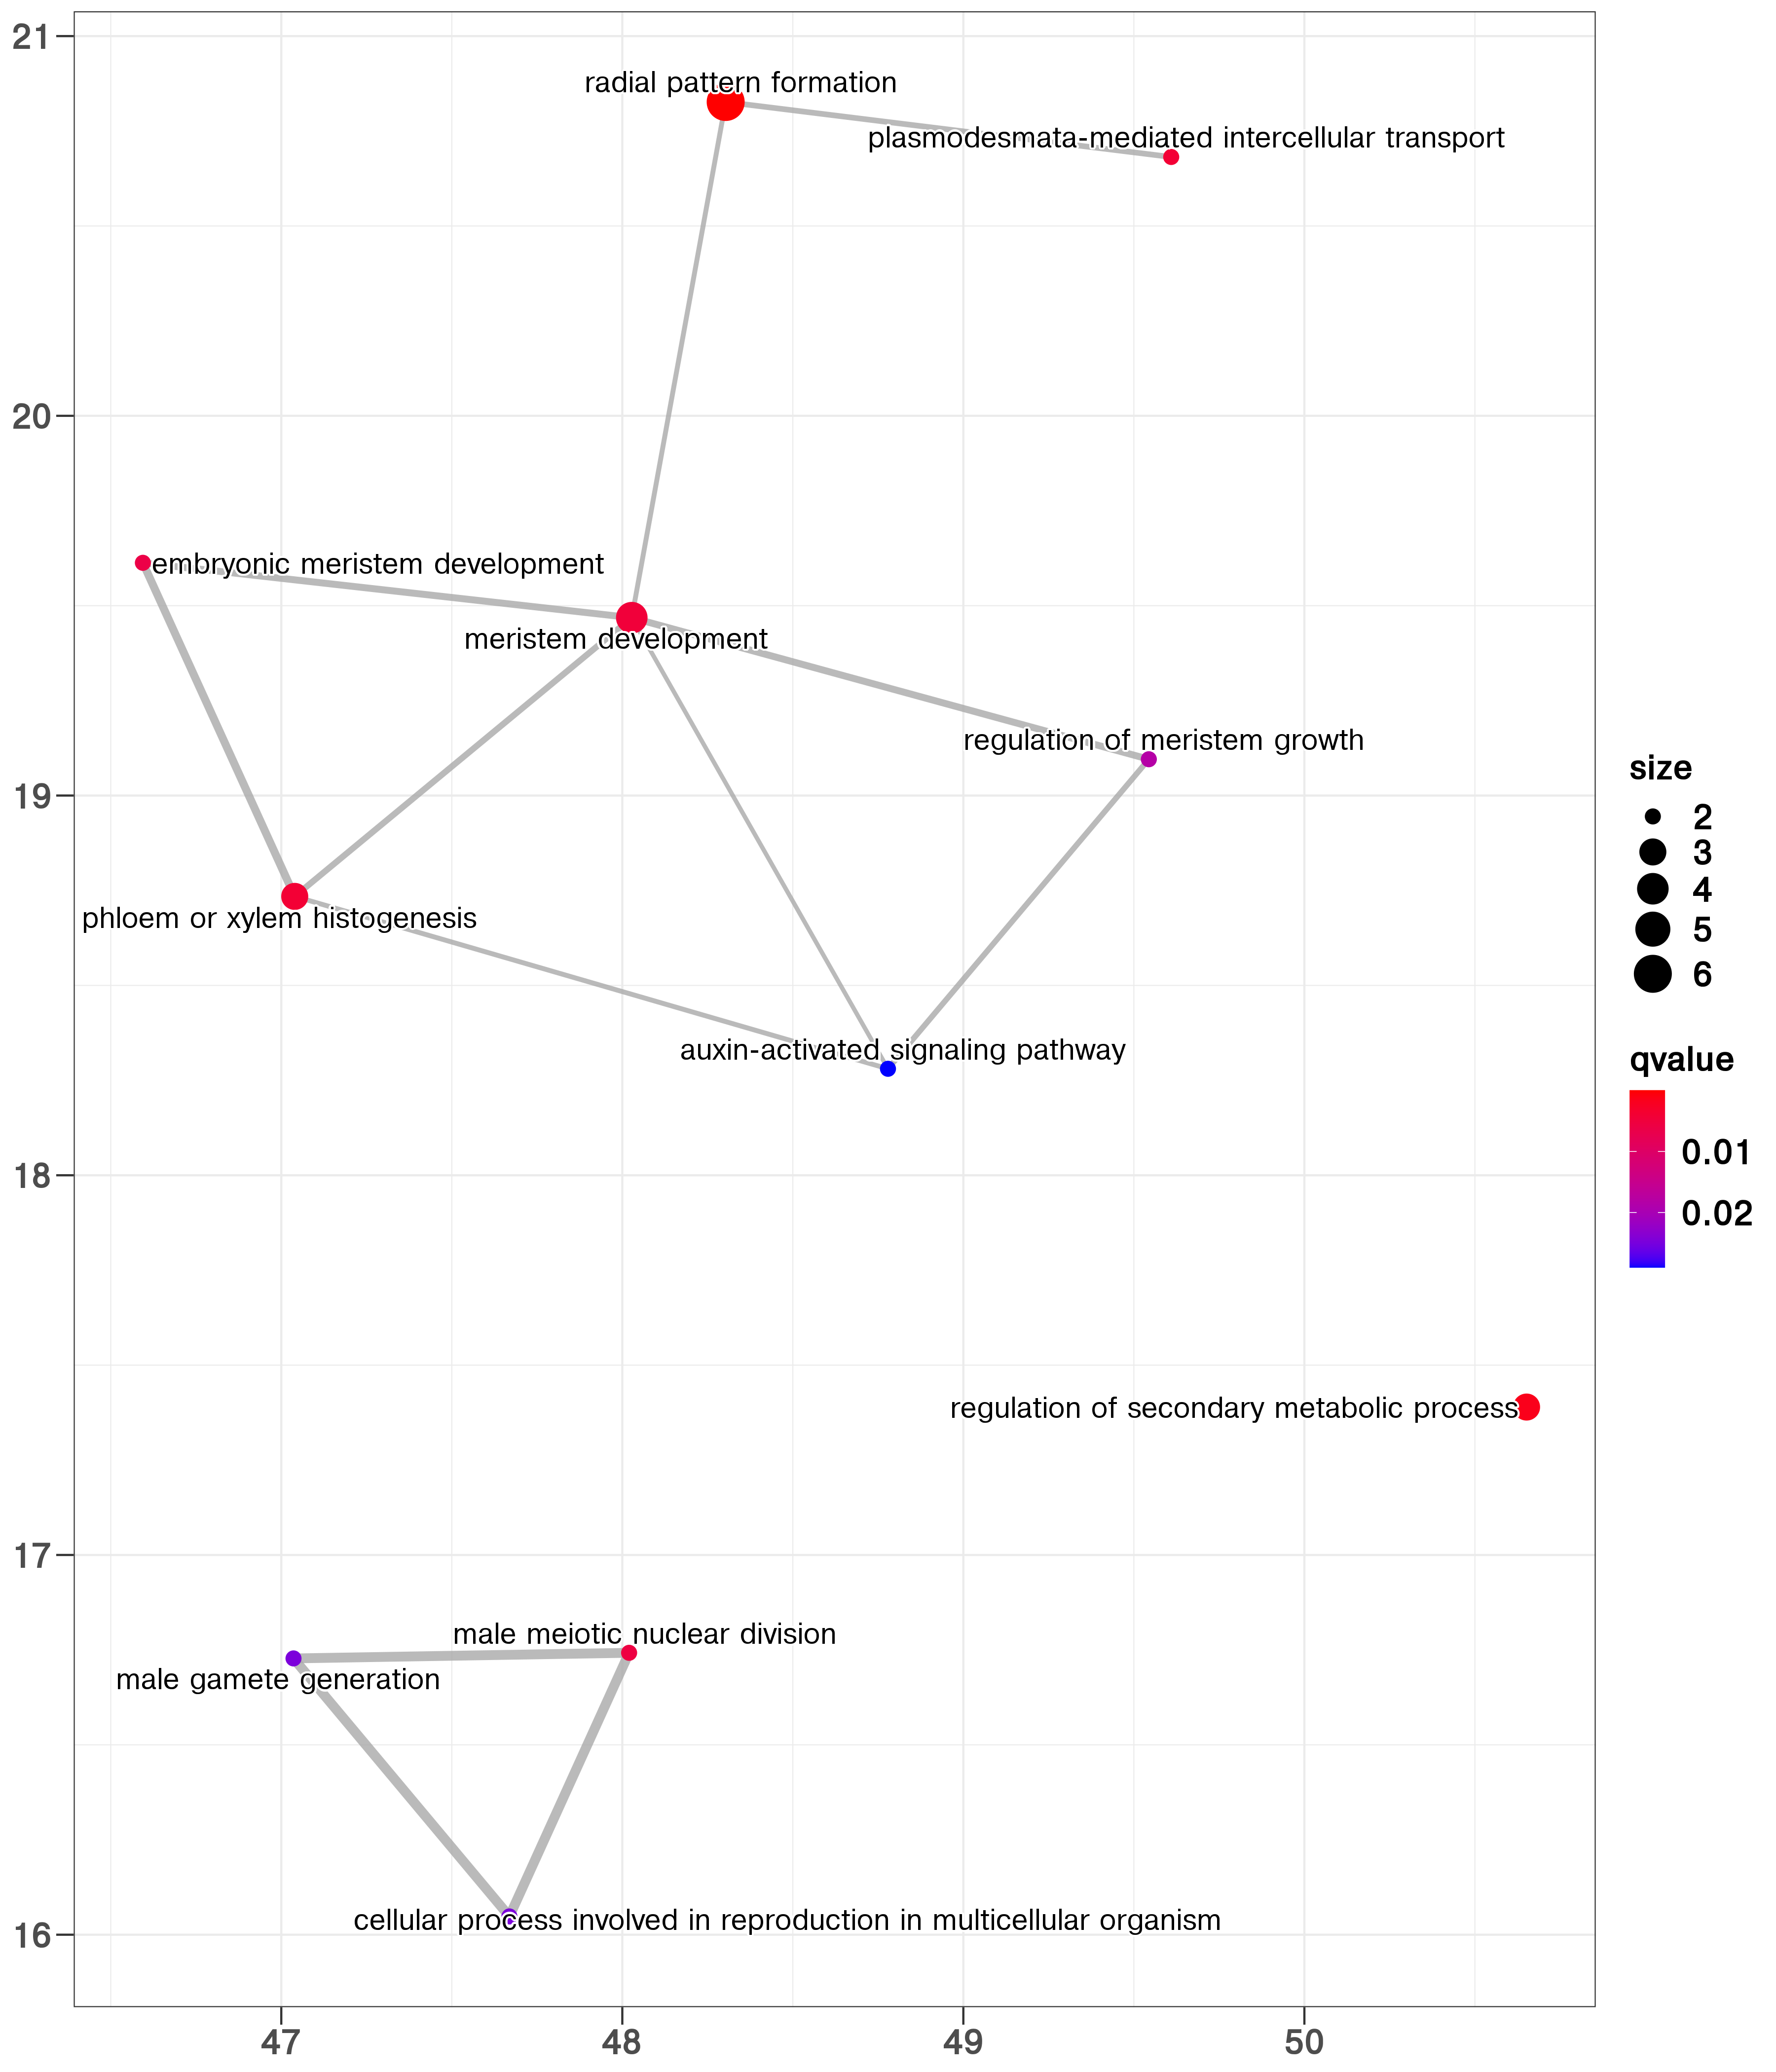 21
radial pattern formation
plasmodesmata-mediated intercellular transport
20
embryonic meristem development
meristem development
regulation of meristem growth
19
phloem or xylem histogenesis
auxin-activated signaling pathway
18
regulation of secondary metabolic process
17
male meiotic nuclear division
male gamete generation
cellular process involved in reproduction in multicellular organism
16
47 48 49 50
size
2
3
4
5
6
qvalue
0.01
0.02